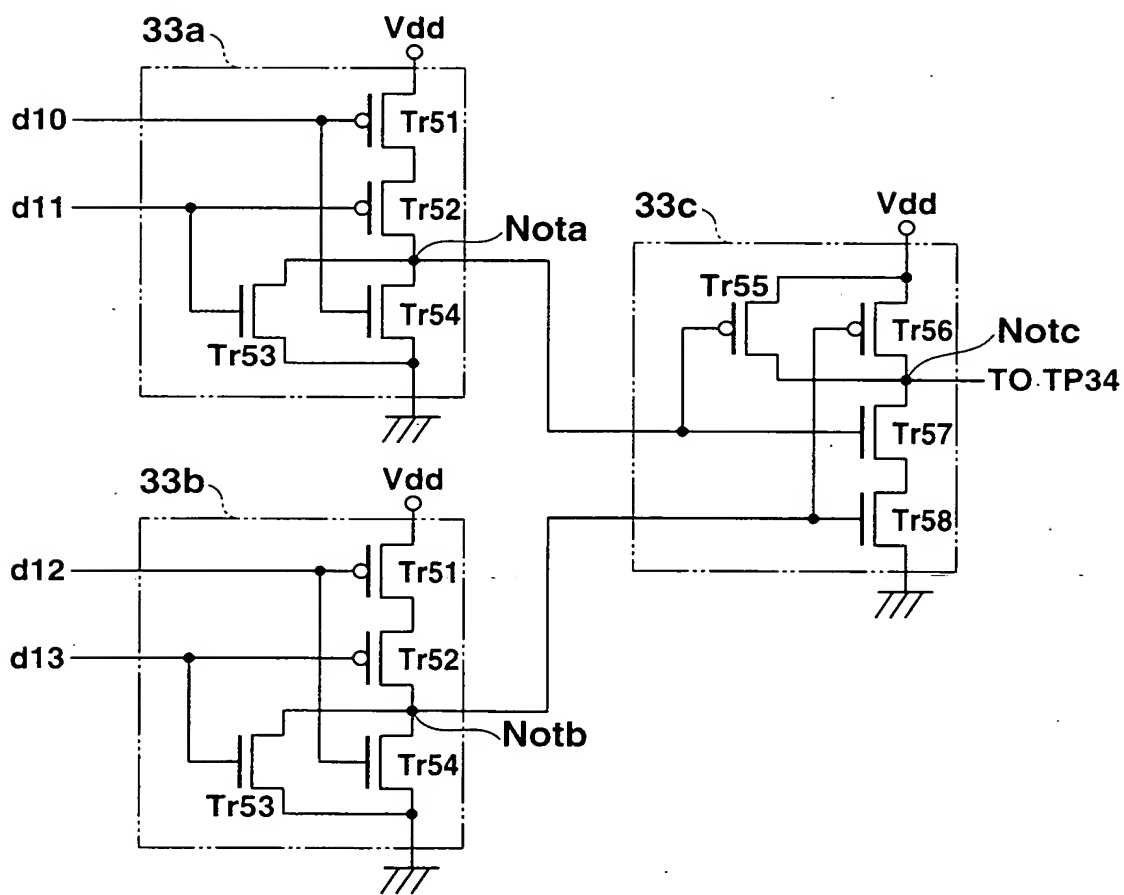 33a
Vdd
d10
Tr51
d11
Tr52
Nota
Tr53
Tr54
33c
Vdd
Tr55
Tr56
Notc
TO TP34
Tr57
Tr58
33b
Vdd
d12
Tr51
d13
Tr52
Notb
Tr53
Tr54